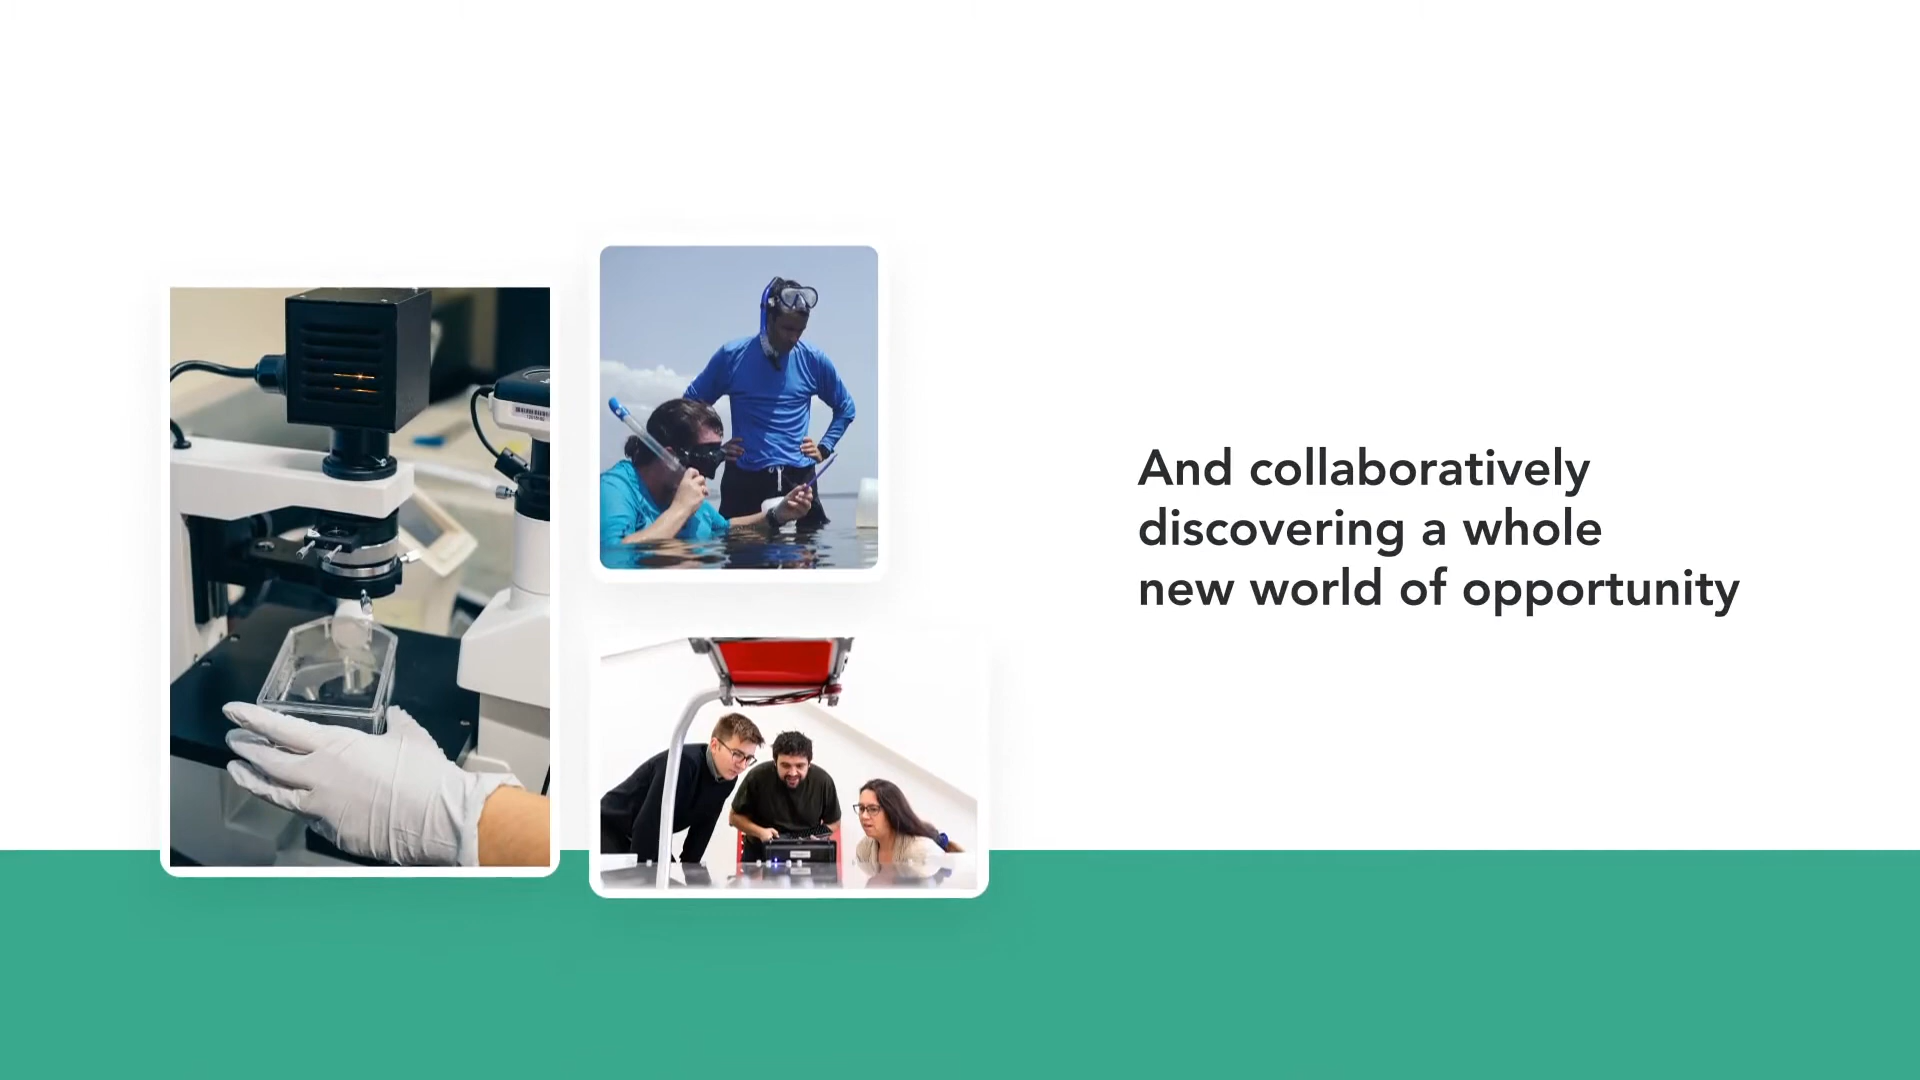 And collaboratively
discovering a whole
new world of opportunity